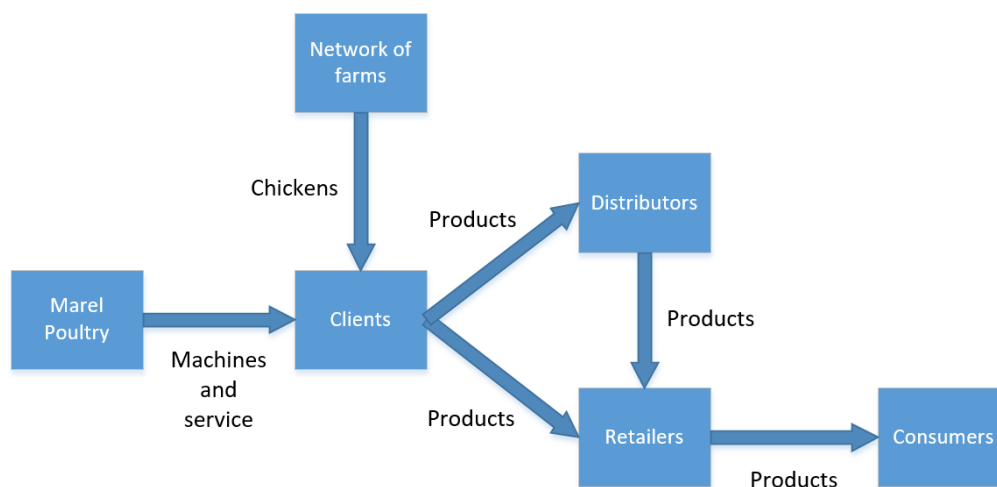 Network of
farms
Chickens
Products
Distributors
Marel
Poultry
Clients
Products
Machines
and
service
Products
Retailers
Consumers
Products